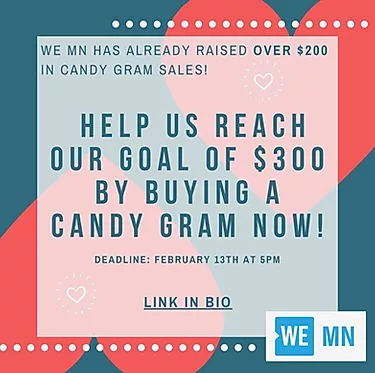 WE MN HAS ALREADY RAISED OVER $200
IN CANDY GRAM SALES!
HELP US REACH
OUR GOAL OF $300
BY BUYING A
CANDY GRAM NOW!
DEADLINE: FEBRUARY 13TH AT 5PM
LINK IN BIO
WE MN